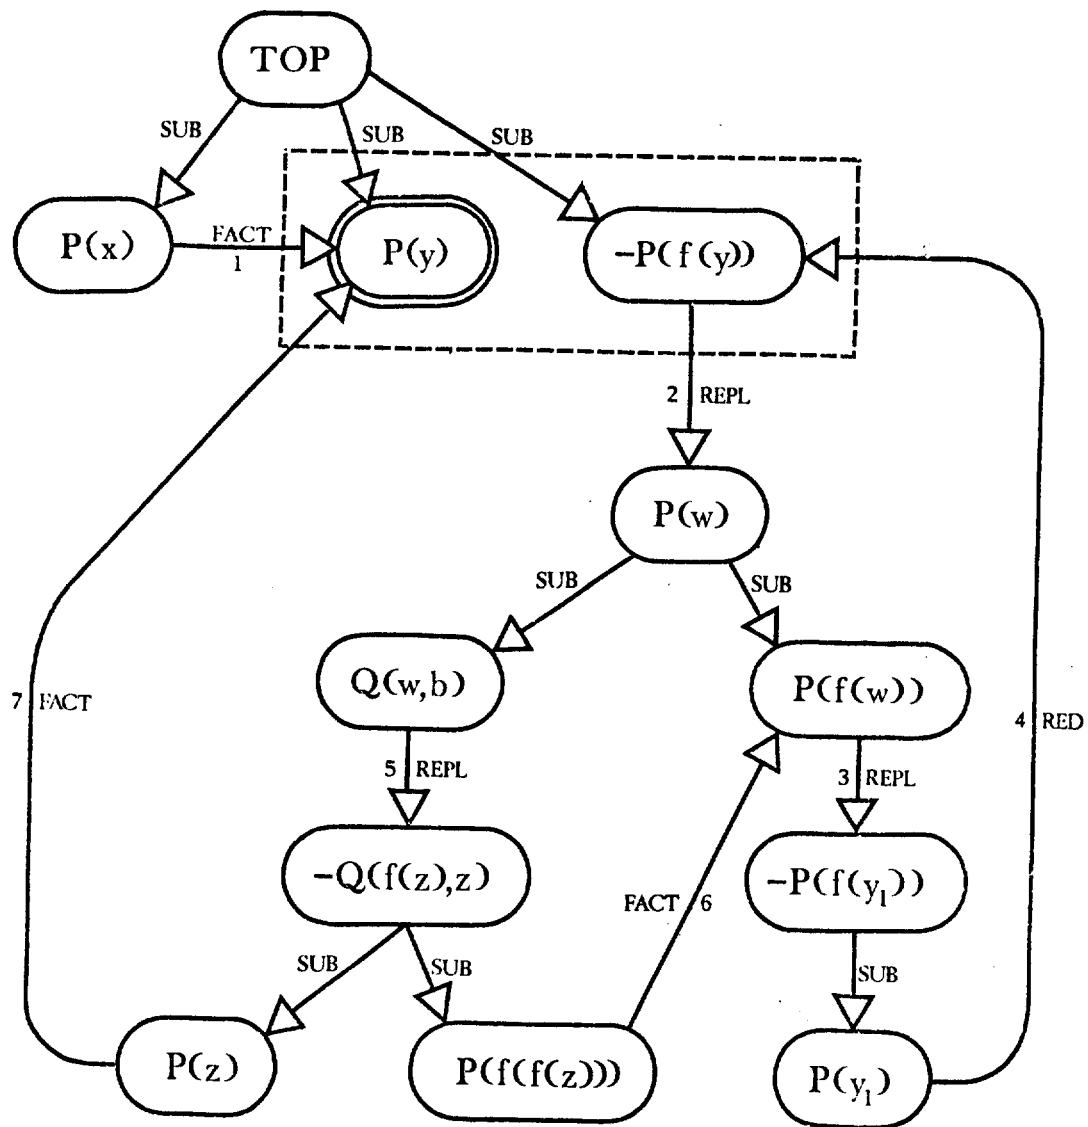 TOP
SUB
SUB
SUB
P(x)
FACT
1
P(y)
-P(f(y))
2 REPL
P(w)
SUB
SUB
Q(w,b)
P(f(w))
7 FACT
4 RED
5 REPL
3 REPL
-Q(f(z),z)
-P(f(y₁))
FACT 6
SUB
SUB
SUB
P(z)
P(f(f(z)))
P(y₁)